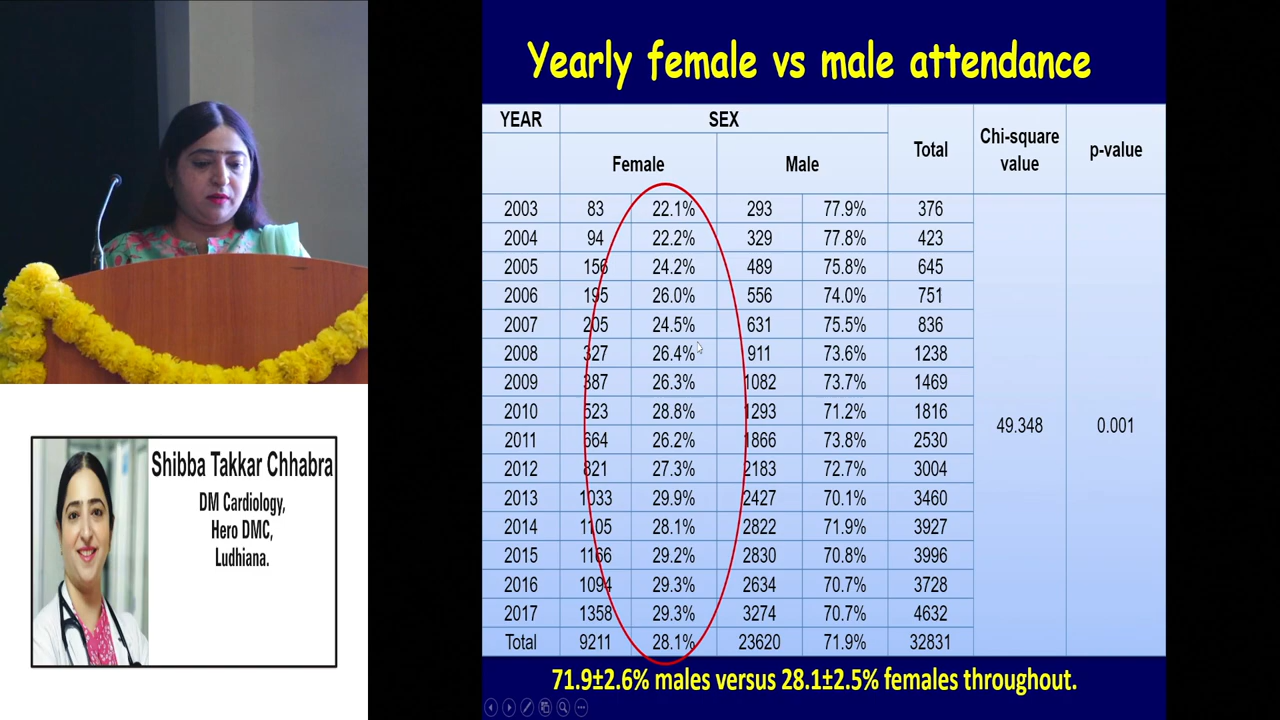 Yearly female vs male attendance
YEAR SEX Total Chi-square value p-value
Female Male
2003 83 22.1% 293 77.9% 376
2004 94 22.2% 329 77.8% 423
2005 156 24.2% 489 75.8% 645
2006 195 26.0% 556 74.0% 751
2007 205 24.5% 631 75.5% 836
2008 327 26.4% 911 73.6% 1238
2009 387 26.3% 1082 73.7% 1469
2010 523 28.8% 1293 71.2% 1816
2011 664 26.2% 1866 73.8% 2530
49.348 0.001
2012 821 27.3% 2183 72.7% 3004
2013 1033 29.9% 2427 70.1% 3460
2014 1105 28.1% 2822 71.9% 3927
2015 1166 29.2% 2830 70.8% 3996
2016 1094 29.3% 2634 70.7% 3728
2017 1358 29.3% 3274 70.7% 4632
Total 9211 28.1% 23620 71.9% 32831
71.9±2.6% males versus 28.1±2.5% females throughout.
Shibba Takkar Chhabra
DM Cardiology,
Hero DMC,
Ludhiana.